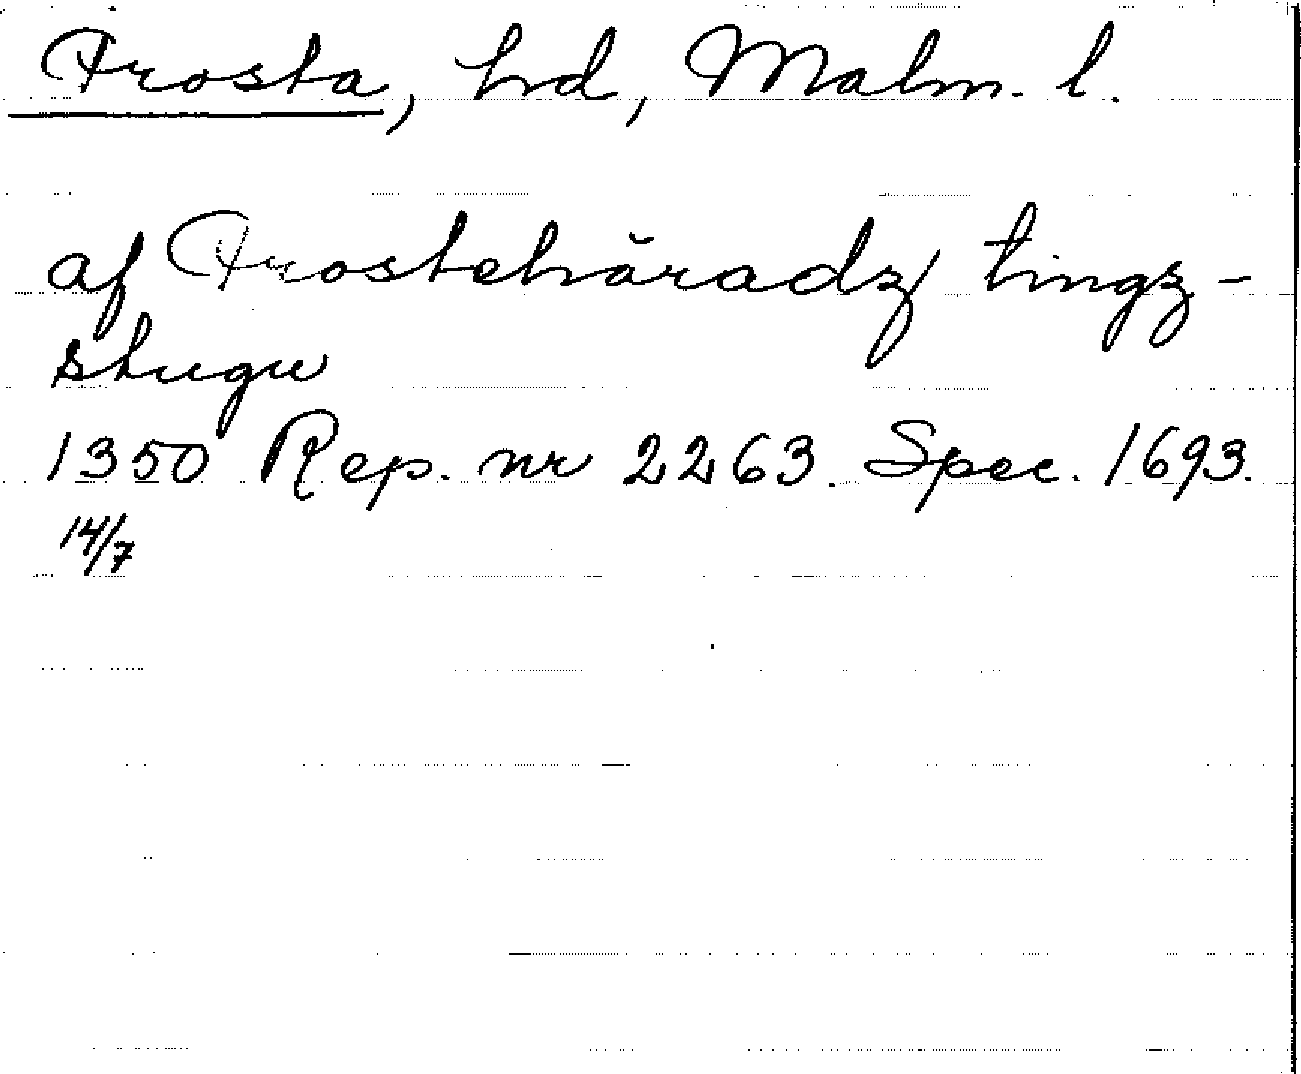 Frosta, hd, Malm. l.
af Frostehäradz tingz-
stugu
1350 Rep. nr 2263. Spec. 1693.
14/7